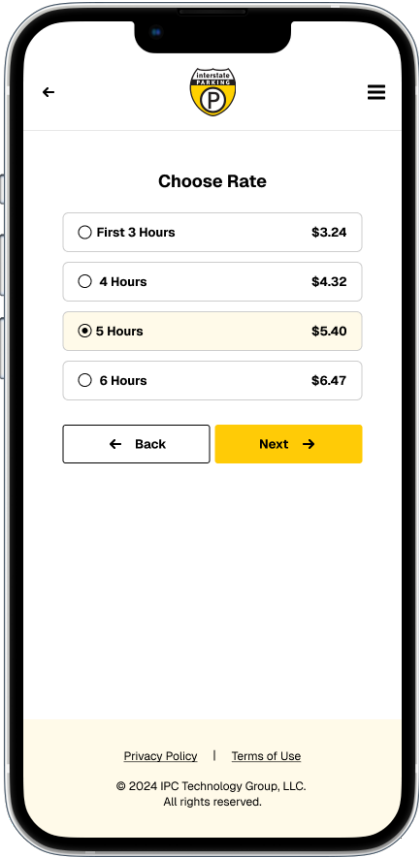 interstate
PARKING
P
Choose Rate
First 3 Hours $3.24
4 Hours $4.32
5 Hours $5.40
6 Hours $6.47
← Back
Next →
Privacy Policy | Terms of Use
© 2024 IPC Technology Group, LLC.
All rights reserved.